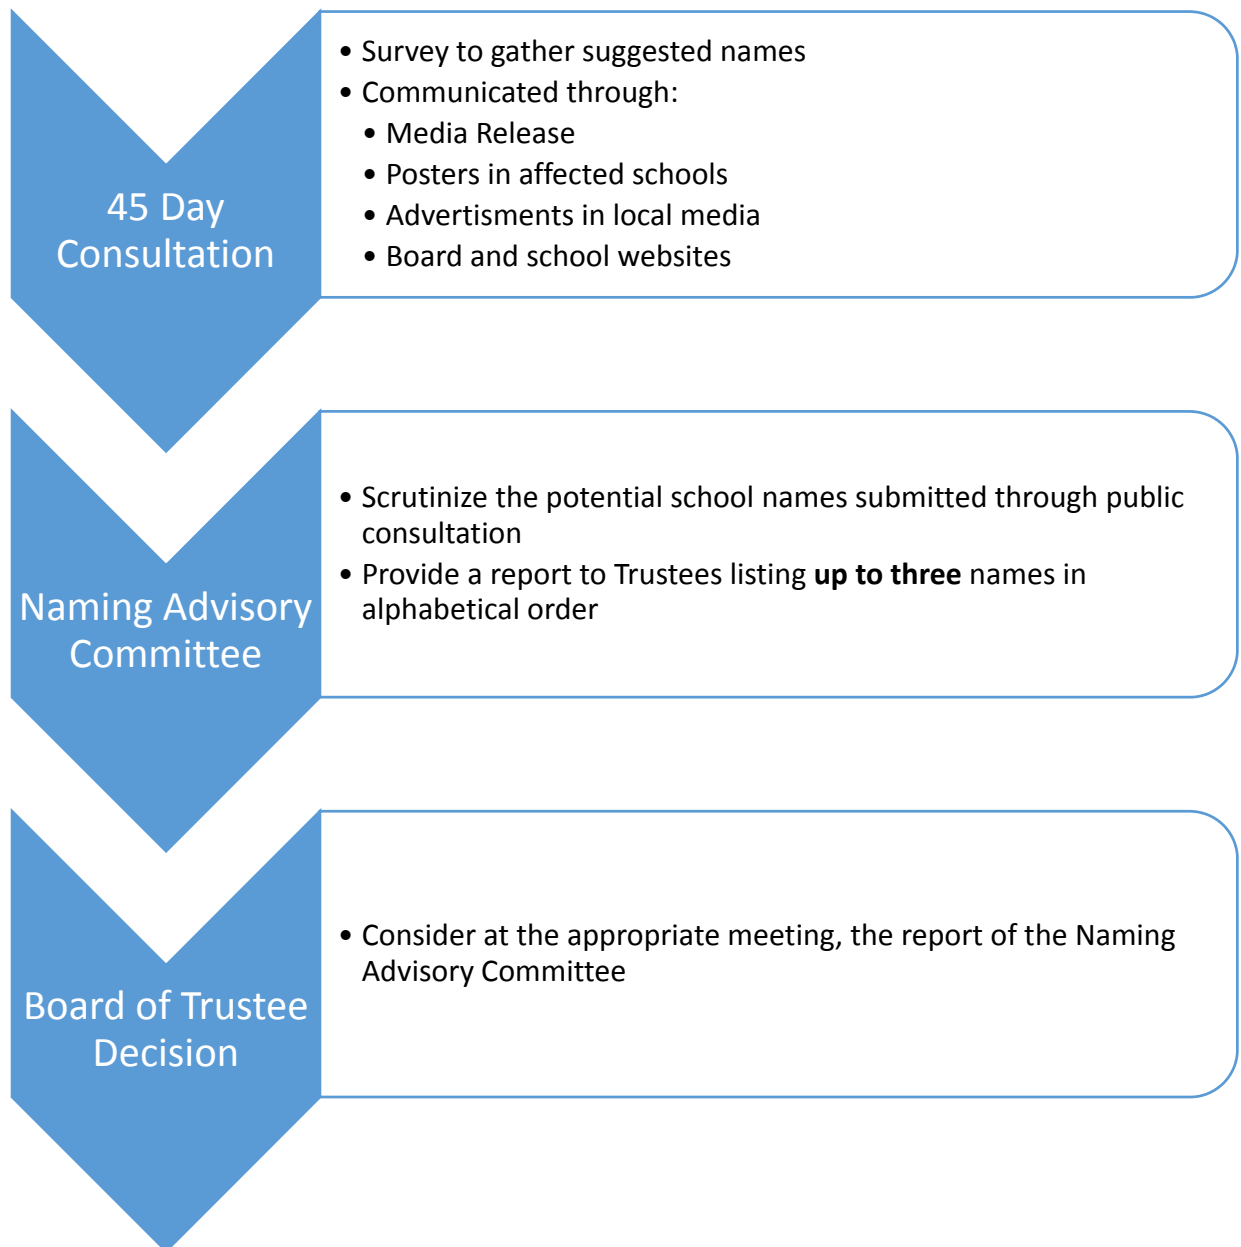 45 Day
Consultation
• Survey to gather suggested names
• Communicated through:
• Media Release
• Posters in affected schools
• Advertisments in local media
• Board and school websites
Naming Advisory
Committee
• Scrutinize the potential school names submitted through public
consultation
• Provide a report to Trustees listing up to three names in
alphabetical order
Board of Trustee
Decision
• Consider at the appropriate meeting, the report of the Naming
Advisory Committee